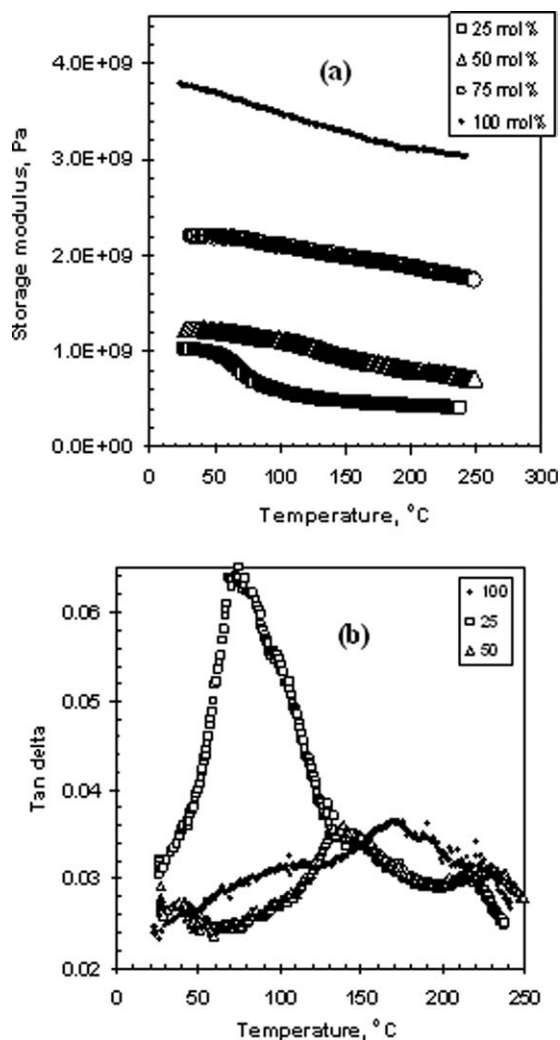 25 mol%
50 mol%
75 mol%
100 mol%
(a)
4.0E+09
3.0E+09
2.0E+09
1.0E+09
0.0E+00
Storage modulus, Pa
0 50 100 150 200 250 300
Temperature, °C
100
25
50
(b)
0.06
0.05
0.04
0.03
0.02
Tan delta
0 50 100 150 200 250
Temperature, °C